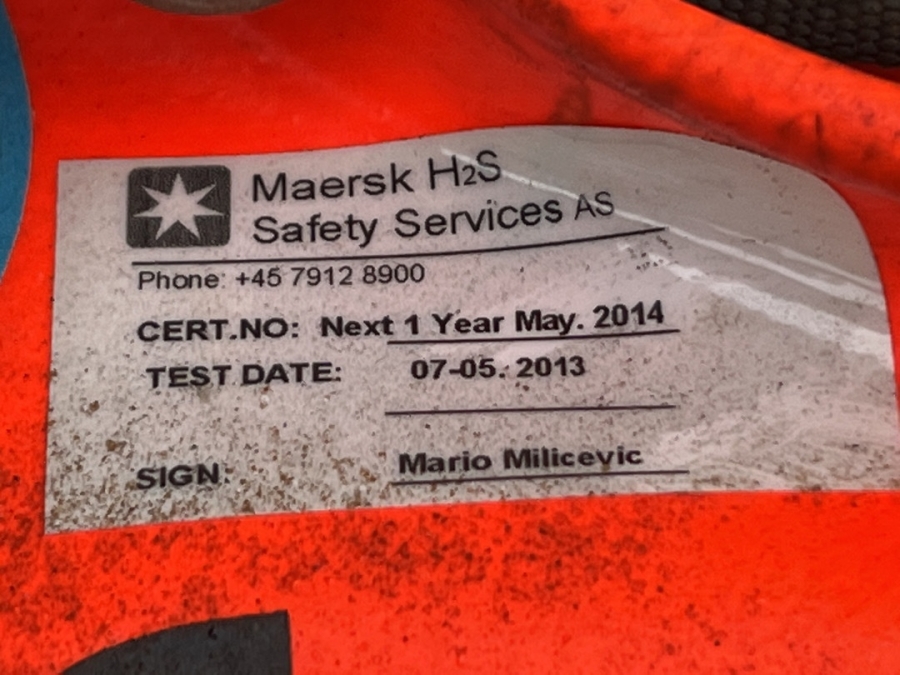 Maersk H2S
Safety Services AS
Phone: +45 7912 8900
CERT.NO: Next 1 Year May. 2014
TEST DATE: 07-05. 2013
SIGN: Mario Milicevic